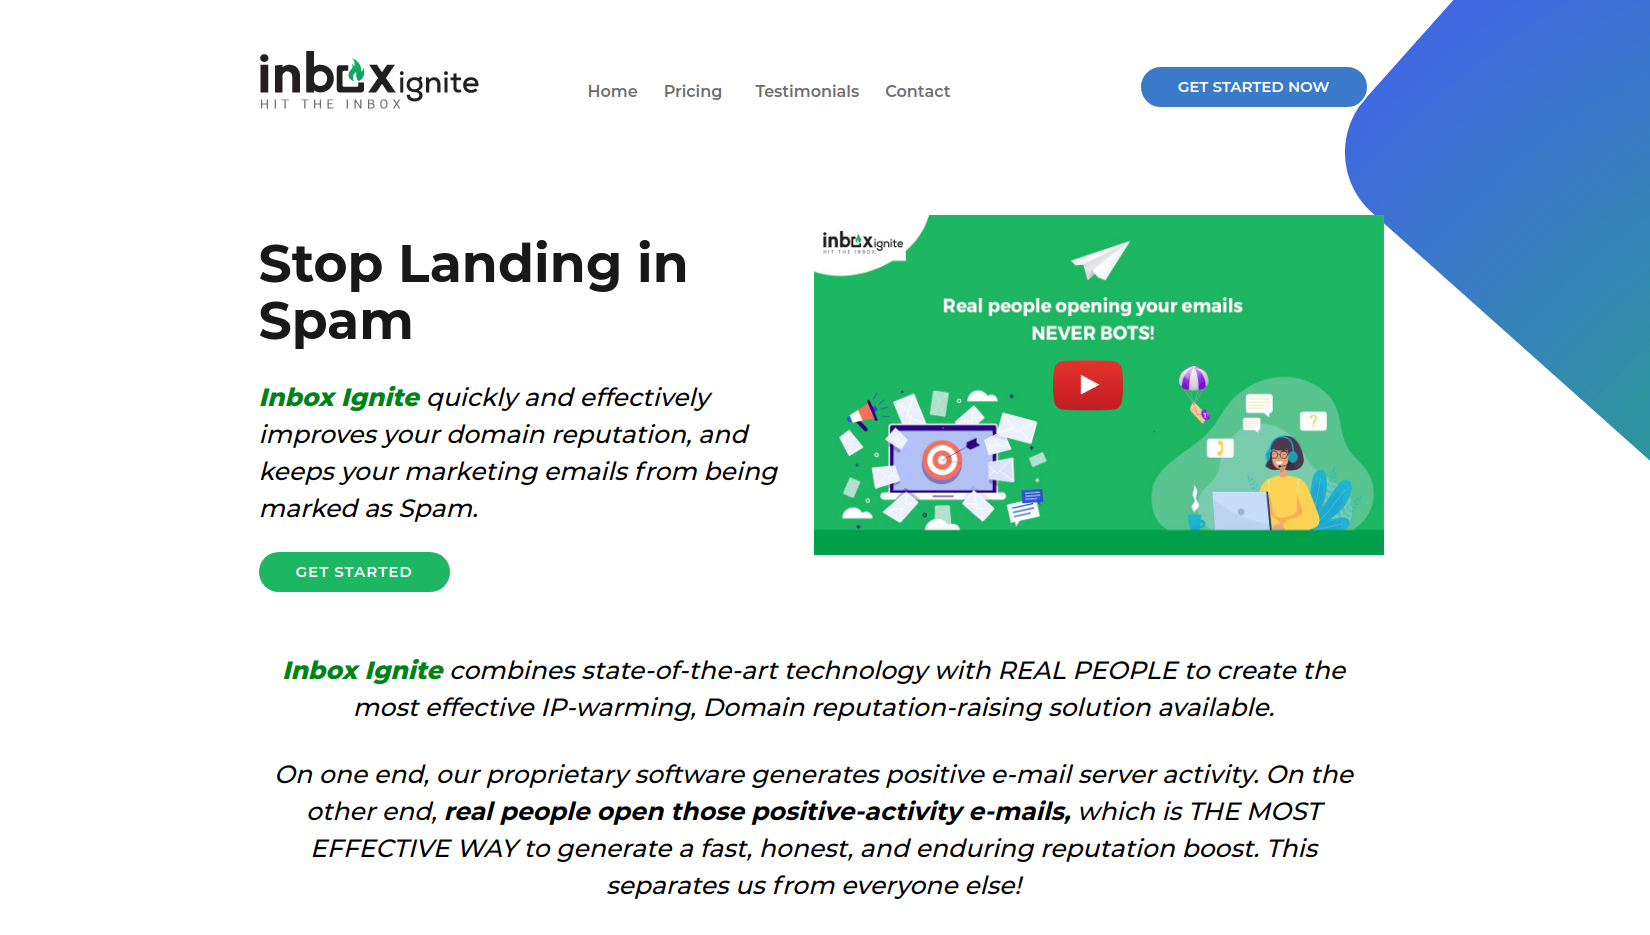 inbox ignite
HIT THE INBOX
Home Pricing Testimonials Contact
GET STARTED NOW
Stop Landing in
Spam
Inbox Ignite quickly and effectively
improves your domain reputation, and
keeps your marketing emails from being
marked as Spam.
GET STARTED
inbox ignite
HIT THE INBOX
Real people opening your emails
NEVER BOTS!
?
Inbox Ignite combines state-of-the-art technology with REAL PEOPLE to create the
most effective IP-warming, Domain reputation-raising solution available.
On one end, our proprietary software generates positive e-mail server activity. On the
other end, real people open those positive-activity e-mails, which is THE MOST
EFFECTIVE WAY to generate a fast, honest, and enduring reputation boost. This
separates us from everyone else!